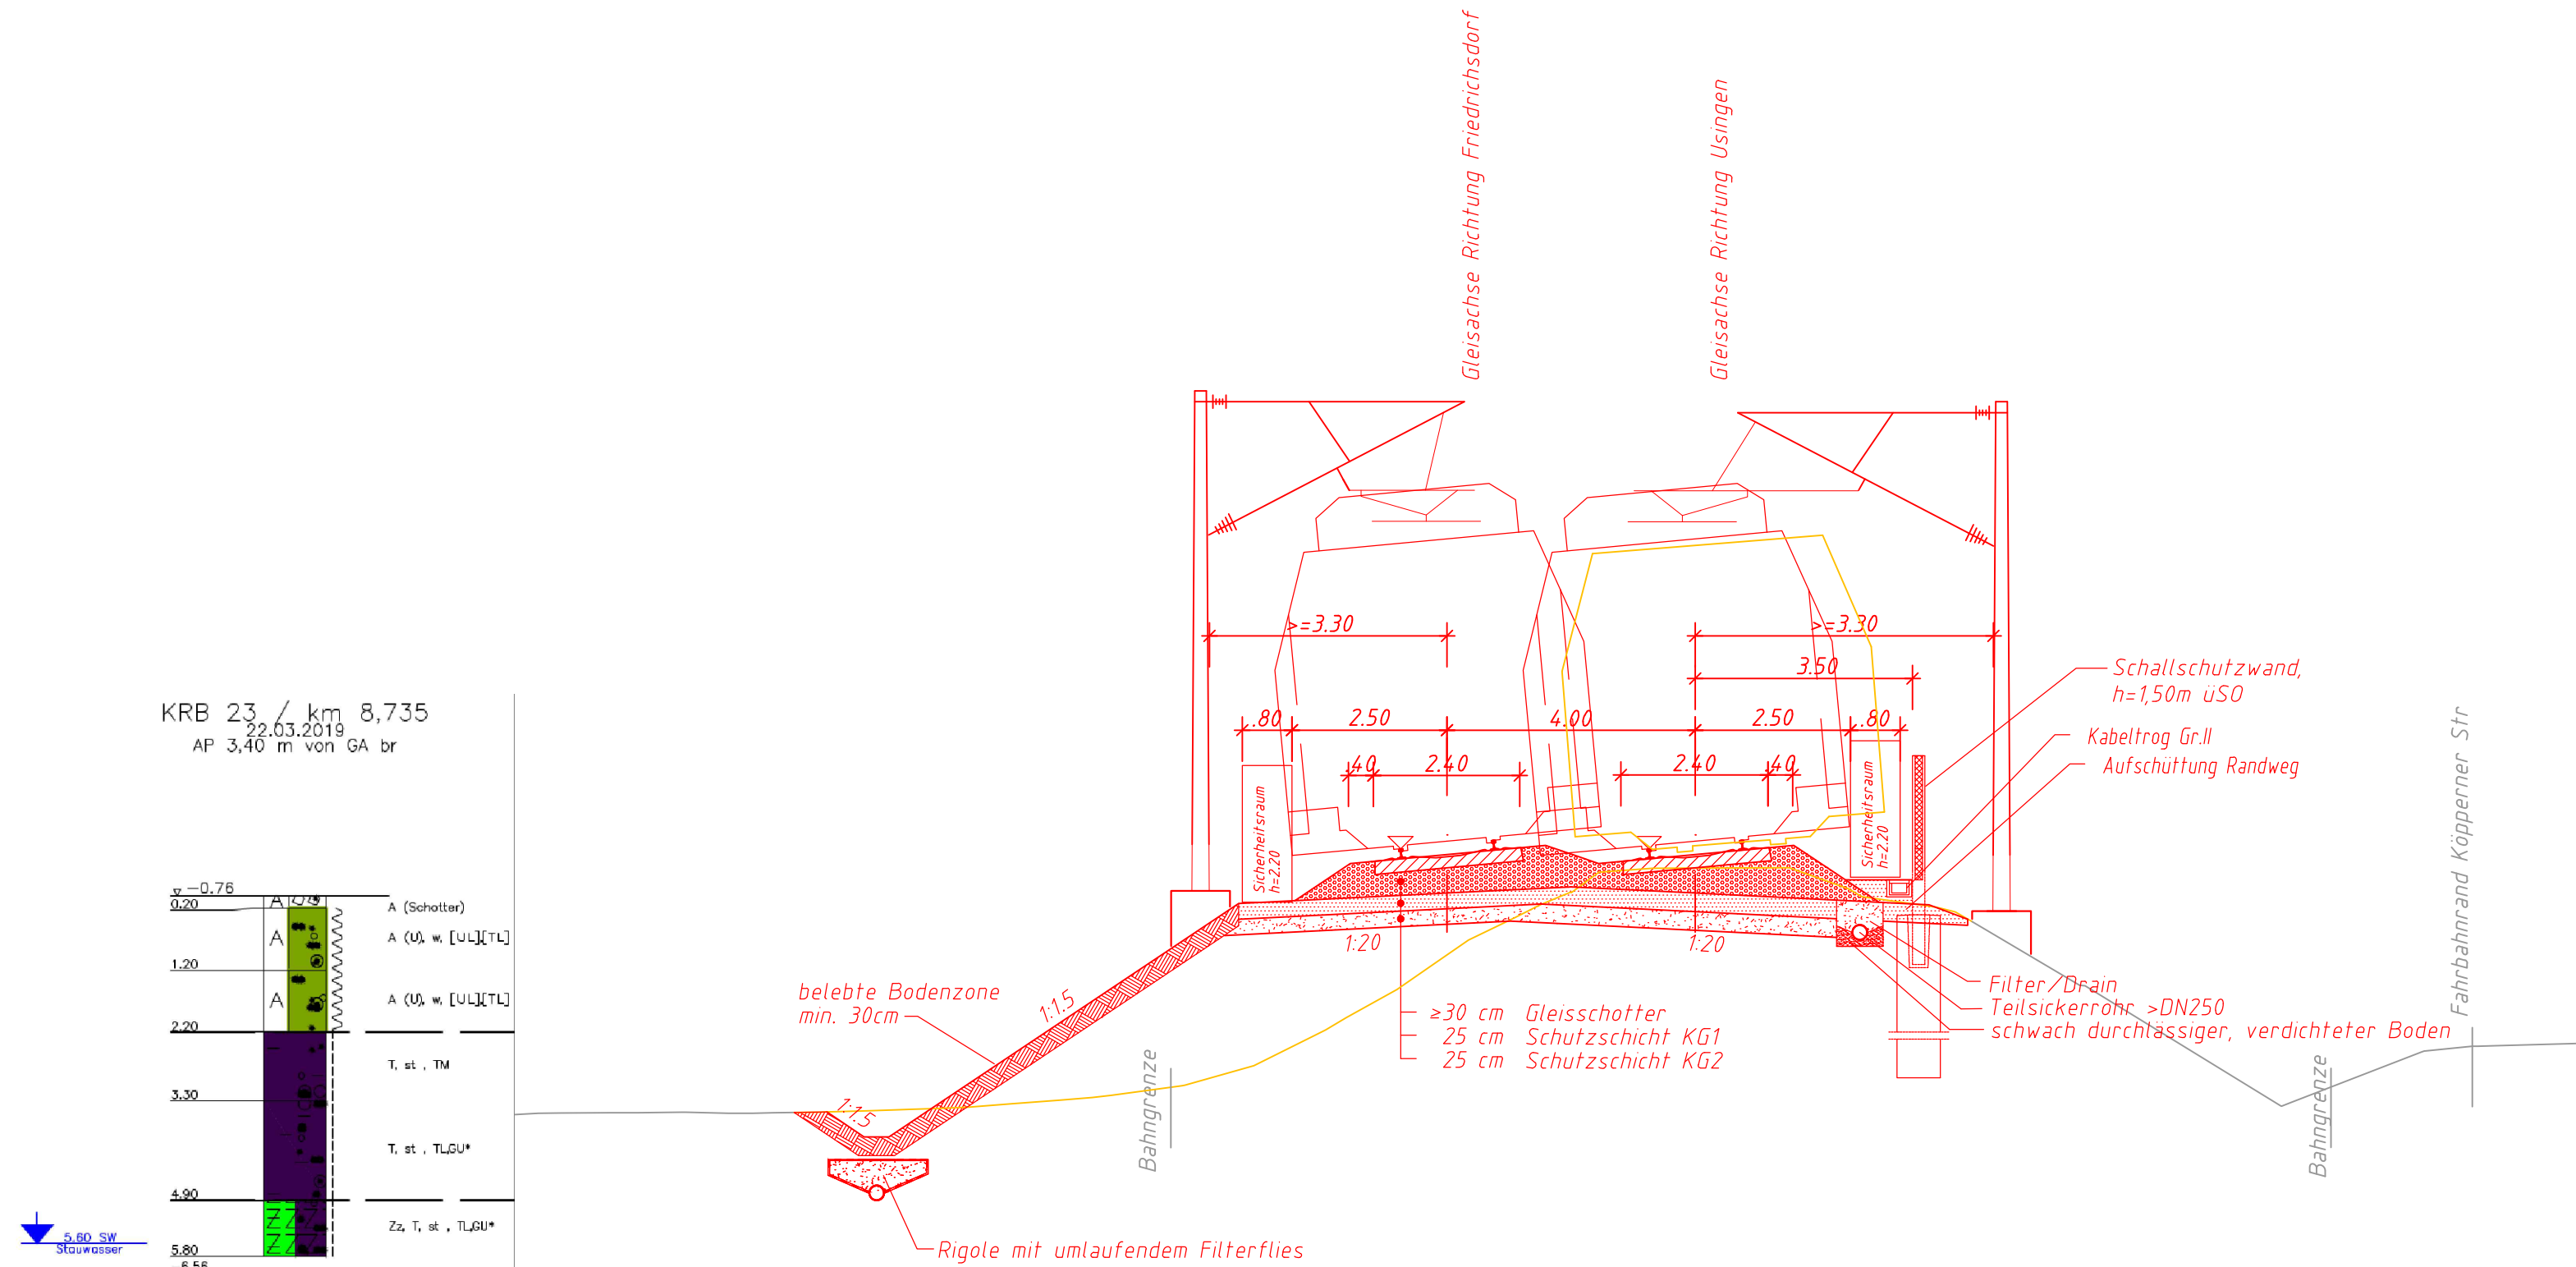 Gleisachse Richtung Friedrichsdorf
Gleisachse Richtung Usingen
>=3.30
>=3.30
3.50
.80
2.50
4.00
2.50
.80
.40
2.40
2.40
.40
Sicherheitsraum
h=2.20
Sicherheitsraum
h=2.20
Schallschutzwand,
h=1,50m üSO
Kabeltrog Gr.II
Aufschüttung Randweg
Fahrbahnrand Köpperner Str
1:20
1:20
Filter/Drain
Teilsickerrohr >DN250
schwach durchlässiger, verdichteter Boden
≥30 cm Gleisschotter
25 cm Schutzschicht KG1
25 cm Schutzschicht KG2
belebte Bodenzone
min. 30cm
1:1.5
1:1.5
Bahngrenze
Bahngrenze
Rigole mit umlaufendem Filterflies
KRB 23 / km 8,735
22.03.2019
AP 3,40 m von GA br
−0.76
0.20
A
A (Schotter)
A
A (U), w, [UL][TL]
1.20
A
A (U), w, [UL][TL]
2.20
T, st , TM
3.30
T, st , TL,GU*
4.90
Zz, T, st , TL,GU*
5.60 SW
Stauwasser
5.80
−6.56